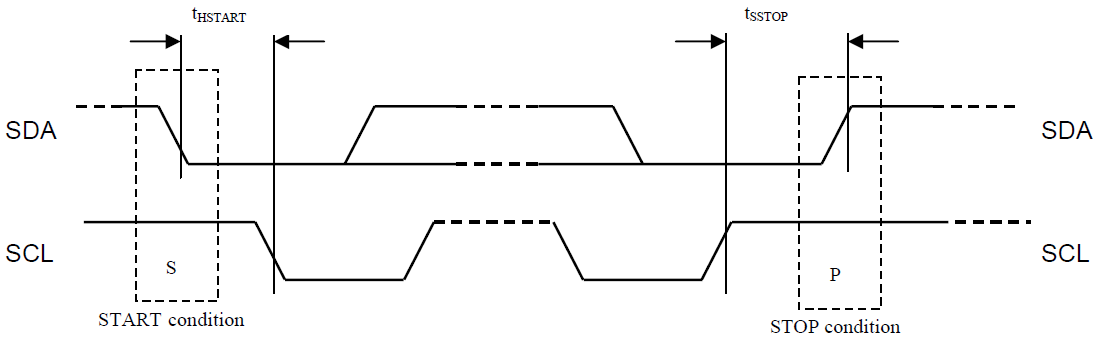 tHSTART
tSSTOP
SDA
SDA
SCL
SCL
S
P
START condition
STOP condition